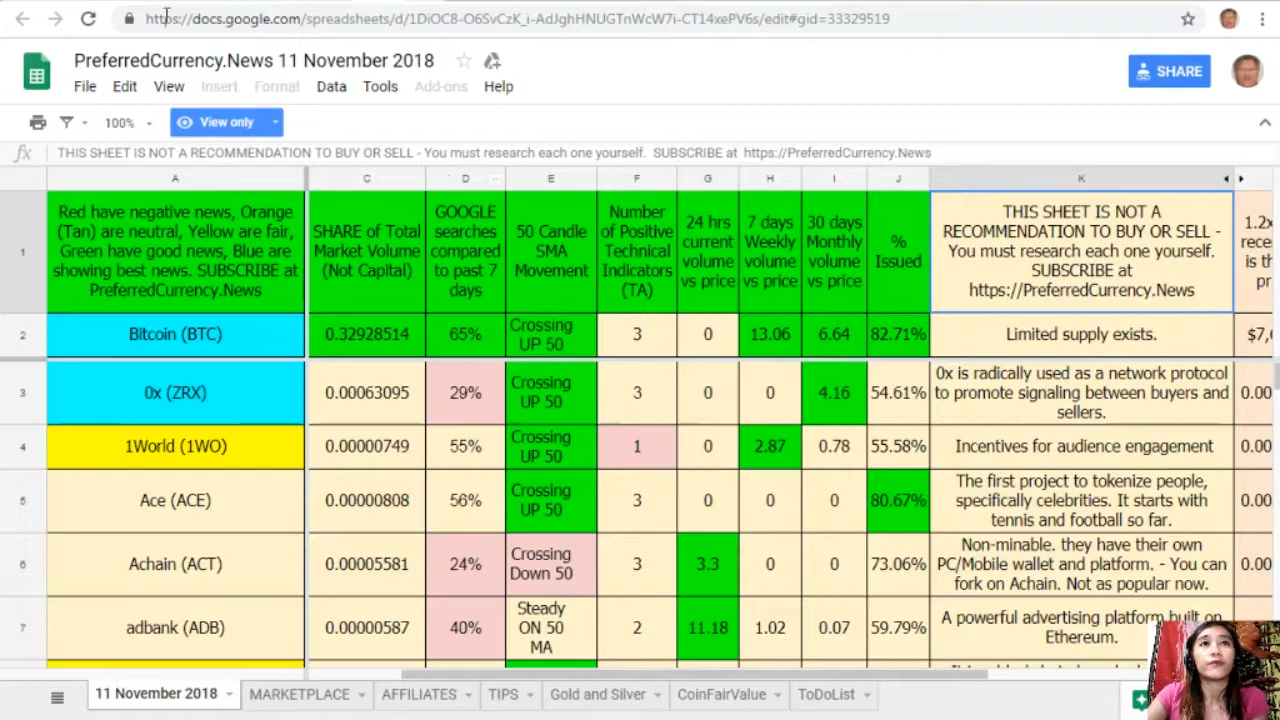 https://docs.google.com/spreadsheets/d/1DiOC8-O6SvCzK_i-AdJghHNUGTnWcW7i-CT14xePV6s/edit#gid=33329519
PreferredCurrency.News 11 November 2018
SHARE
File Edit View Insert Format Data Tools Add-ons Help
100% View only
fx THIS SHEET IS NOT A RECOMMENDATION TO BUY OR SELL - You must research each one yourself. SUBSCRIBE at https://PreferredCurrency.News
A C D E F G H I J K
1
Red have negative news, Orange
(Tan) are neutral, Yellow are fair,
Green have good news, Blue are
showing best news. SUBSCRIBE at
PreferredCurrency.News
SHARE of Total
Market Volume
(Not Capital)
GOOGLE
searches
compared
to past 7
days
50 Candle
SMA
Movement
Number
of Positive
Technical
Indicators
(TA)
24 hrs
current
volume
vs price
7 days
Weekly
volume
vs price
30 days
Monthly
volume
vs price
%
Issued
THIS SHEET IS NOT A
RECOMMENDATION TO BUY OR SELL -
You must research each one yourself.
SUBSCRIBE at
https://PreferredCurrency.News
2
Bitcoin (BTC)
0.32928514
65%
Crossing
UP 50
3
0
13.06
6.64
82.71%
Limited supply exists.
3
0x (ZRX)
0.00063095
29%
Crossing
UP 50
3
0
0
4.16
54.61%
0x is radically used as a network protocol
to promote signaling between buyers and
sellers.
4
1World (1WO)
0.00000749
55%
Crossing
UP 50
1
0
2.87
0.78
55.58%
Incentives for audience engagement
5
Ace (ACE)
0.00000808
56%
Crossing
UP 50
3
0
0
0
80.67%
The first project to tokenize people,
specifically celebrities. It starts with
tennis and football so far.
6
Achain (ACT)
0.00005581
24%
Crossing
Down 50
3
3.3
0
0
73.06%
Non-minable. they have their own
PC/Mobile wallet and platform. - You can
fork on Achain. Not as popular now.
7
adbank (ADB)
0.00000587
40%
Steady
ON 50
MA
2
11.18
1.02
0.07
59.79%
A powerful advertising platform built on
Ethereum.
11 November 2018 MARKETPLACE AFFILIATES TIPS Gold and Silver CoinFairValue ToDoList